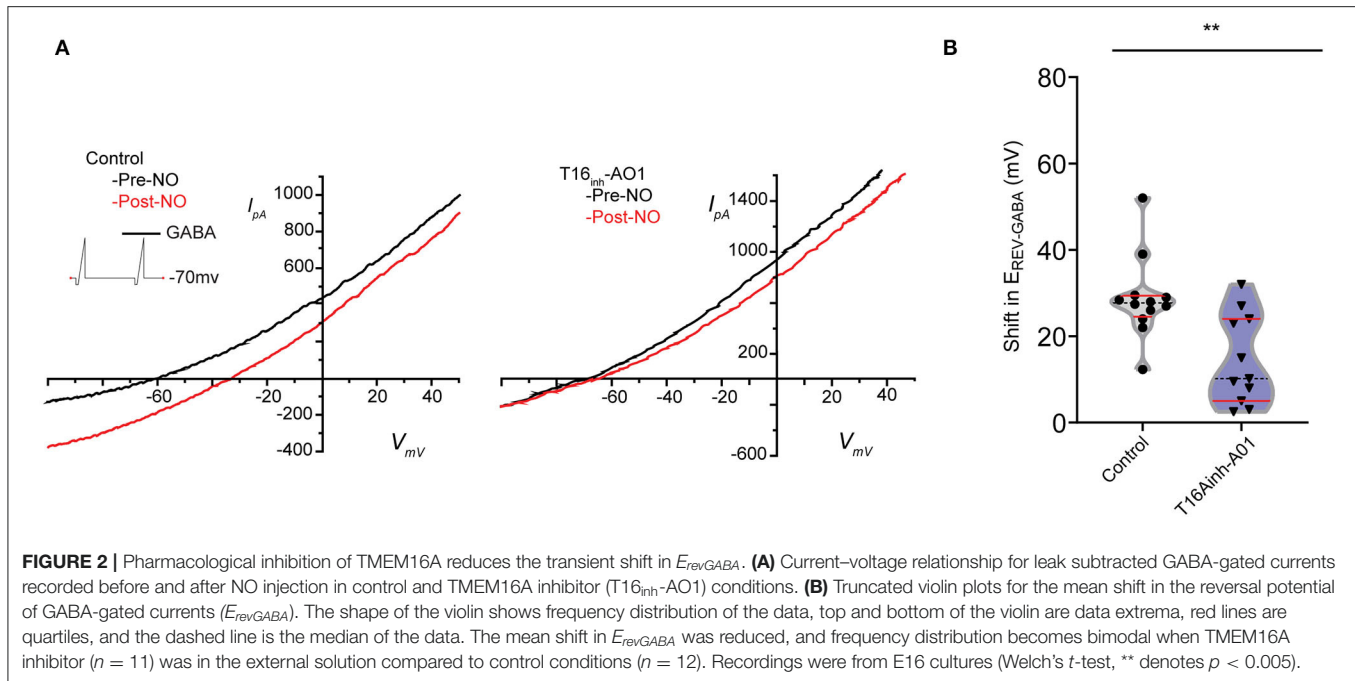 A
Control
-Pre-NO
-Post-NO
GABA
-70mv
I pA
1000
800
600
-200
-400
-80
-60
-40
-20
20
40
V mV
T16inh-AO1
-Pre-NO
-Post-NO
I pA
1400
1000
600
200
-600
-80
-60
-40
-20
20
40
V mV
B
**
Shift in EREV-GABA (mV)
80
60
40
20
0
Control
T16Ainh-A01
FIGURE 2 | Pharmacological inhibition of TMEM16A reduces the transient shift in ErevGABA. (A) Current–voltage relationship for leak subtracted GABA-gated currents
recorded before and after NO injection in control and TMEM16A inhibitor (T16inh-AO1) conditions. (B) Truncated violin plots for the mean shift in the reversal potential
of GABA-gated currents (ErevGABA). The shape of the violin shows frequency distribution of the data, top and bottom of the violin are data extrema, red lines are
quartiles, and the dashed line is the median of the data. The mean shift in ErevGABA was reduced, and frequency distribution becomes bimodal when TMEM16A
inhibitor (n = 11) was in the external solution compared to control conditions (n = 12). Recordings were from E16 cultures (Welch's t-test, ** denotes p < 0.005).